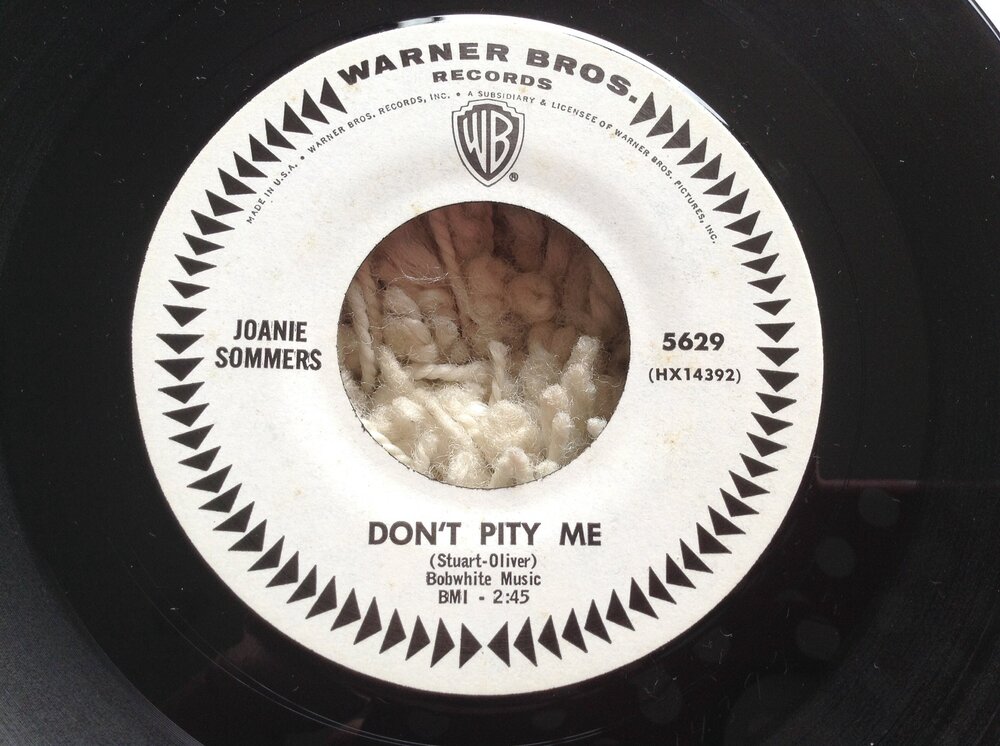 WARNER BROS.
RECORDS
MADE IN U.S.A. • WARNER BROS. RECORDS, INC. • A SUBSIDIARY & LICENSEE OF WARNER BROS. PICTURES, INC.
WB
®
JOANIE
SOMMERS
5629
(HX14392)
DON'T PITY ME
(Stuart-Oliver)
Bobwhite Music
BMI - 2:45